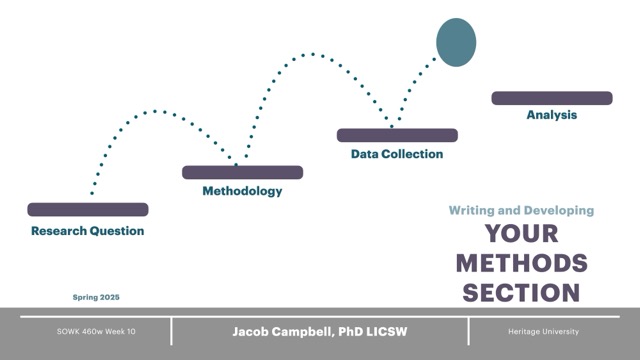 Analysis
Data Collection
Methodology
Research Question
Writing and Developing
YOUR
METHODS
SECTION
Spring 2025
SOWK 460w Week 10
Jacob Campbell, PhD LICSW
Heritage University